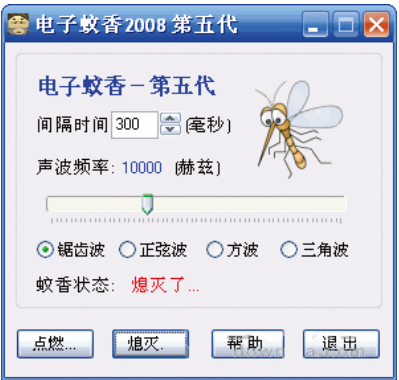 电子蚊香2008 第五代
电子蚊香－第五代
间隔时间 300 (毫秒)
声波频率: 10000 (赫兹)
锯齿波 正弦波 方波 三角波
蚊香状态: 熄灭了...
点燃... 熄灭. 帮助 退出